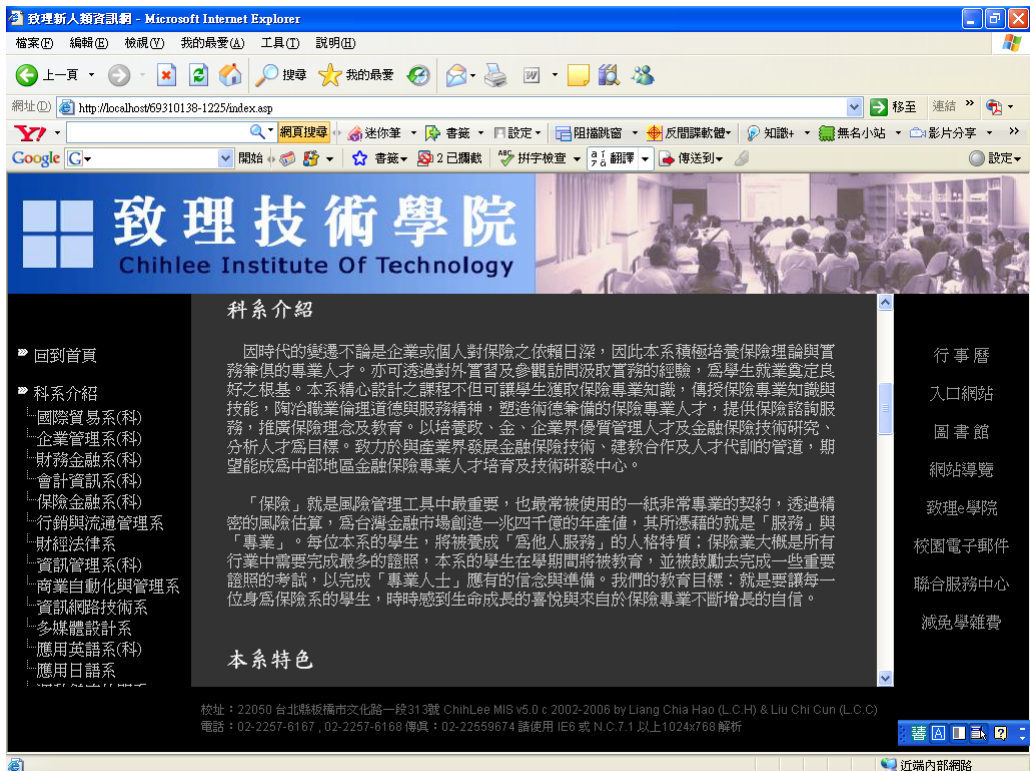 致理新人類資訊網 - Microsoft Internet Explorer
檔案(F) 編輯(E) 檢視(V) 我的最愛(A) 工具(T) 說明(H)
上一頁 搜尋 我的最愛
網址(D) http://localhost/69310138-1225/index.asp 移至 連結 »
Y! 網頁搜尋 迷你筆 書籤 設定 阻擋跳窗 反間諜軟體 知識+ 無名小站 影片分享 »
Google G 開始 書籤 2 已攔截 拼字檢查 翻譯 傳送到 設定
致理技術學院
Chihlee Institute Of Technology
回到首頁
科系介紹
國際貿易系(科)
企業管理系(科)
財務金融系(科)
會計資訊系(科)
保險金融系(科)
行銷與流通管理系
財經法律系
資訊管理系(科)
商業自動化與管理系
資訊網路技術系
多媒體設計系
應用英語系(科)
應用日語系
科系介紹
因時代的變遷不論是企業或個人對保險之依賴日深，因此本系積極培養保險理論與實
務兼俱的專業人才。亦可透過對外實習及參觀訪問汲取實務的經驗，為學生就業奠定良
好之根基。本系精心設計之課程不但可讓學生獲取保險專業知識，傳授保險專業知識與
技能，陶冶職業倫理道德與服務精神，塑造術德兼備的保險專業人才，提供保險諮詢服
務，推廣保險理念及教育。以培養政、金、企業界優質管理人才及金融保險技術研究、
分析人才為目標。致力於與產業界發展金融保險技術、建教合作及人才代訓的管道，期
望能成為中部地區金融保險專業人才培育及技術研發中心。
「保險」就是風險管理工具中最重要，也最常被使用的一紙非常專業的契約，透過精
密的風險估算，為台灣金融市場創造一兆四千億的年產值，其所憑藉的就是「服務」與
「專業」。每位本系的學生，將被養成「為他人服務」的人格特質；保險業大概是所有
行業中需要完成最多的證照，本系的學生在學期間將被教育，並被鼓勵去完成一些重要
證照的考試，以完成「專業人士」應有的信念與準備。我們的教育目標：就是要讓每一
位身為保險系的學生，時時感到生命成長的喜悅與來自於保險專業不斷增長的自信。
本系特色
行事曆
入口網站
圖書館
網站導覽
致理e學院
校園電子郵件
聯合服務中心
減免學雜費
校址：22050 台北縣板橋市文化路一段313號 ChihLee MIS v5.0 c 2002-2006 by Liang Chia Hao (L.C.H) & Liu Chi Cun (L.C.C)
電話：02-2257-6167 , 02-2257-6168 傳真：02-22559674 請使用 IE6 或 N.C.7.1 以上1024x768 解析
近端內部網路